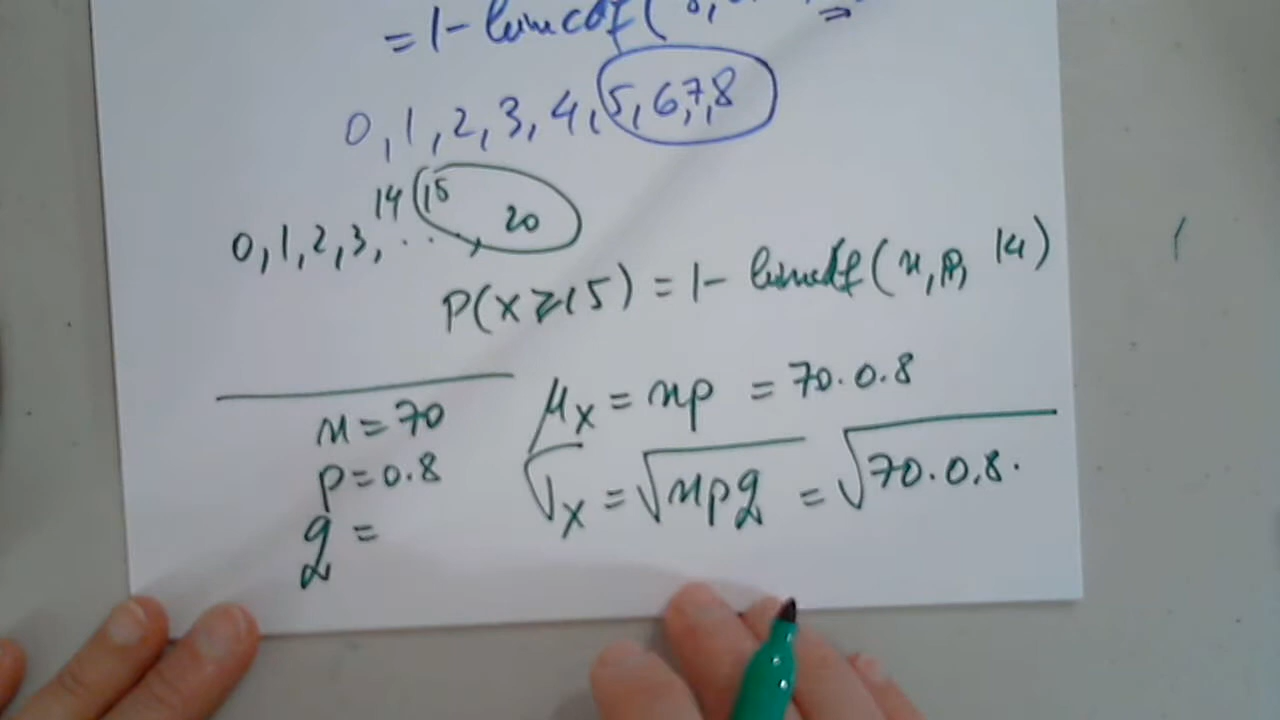 = 1 - binomcdf(
0, 1, 2, 3, 4, 5, 6, 7, 8
14 15 20
0, 1, 2, 3, . . . ,
P(X ≥ 15) = 1 - binomcdf(n, p, 14)
n = 70
p = 0.8
q =
μx = np = 70 · 0.8
σx = √npq = √70 · 0.8 ·